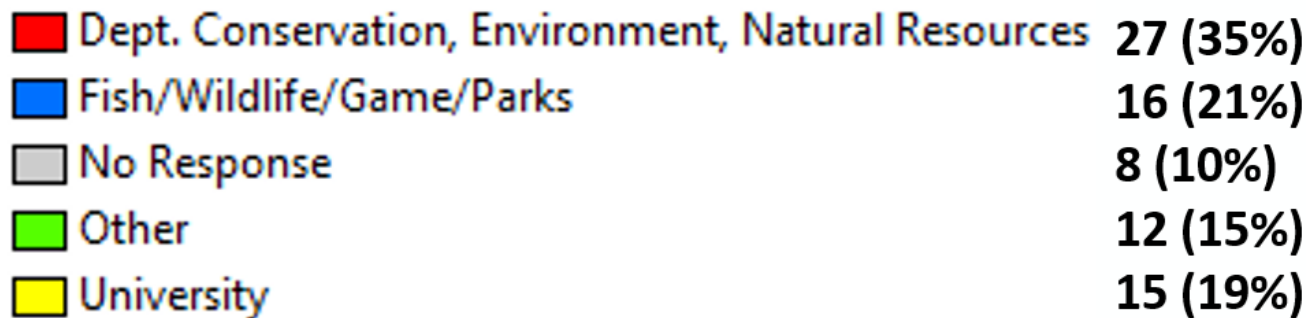 Dept. Conservation, Environment, Natural Resources 27 (35%)
Fish/Wildlife/Game/Parks 16 (21%)
No Response 8 (10%)
Other 12 (15%)
University 15 (19%)